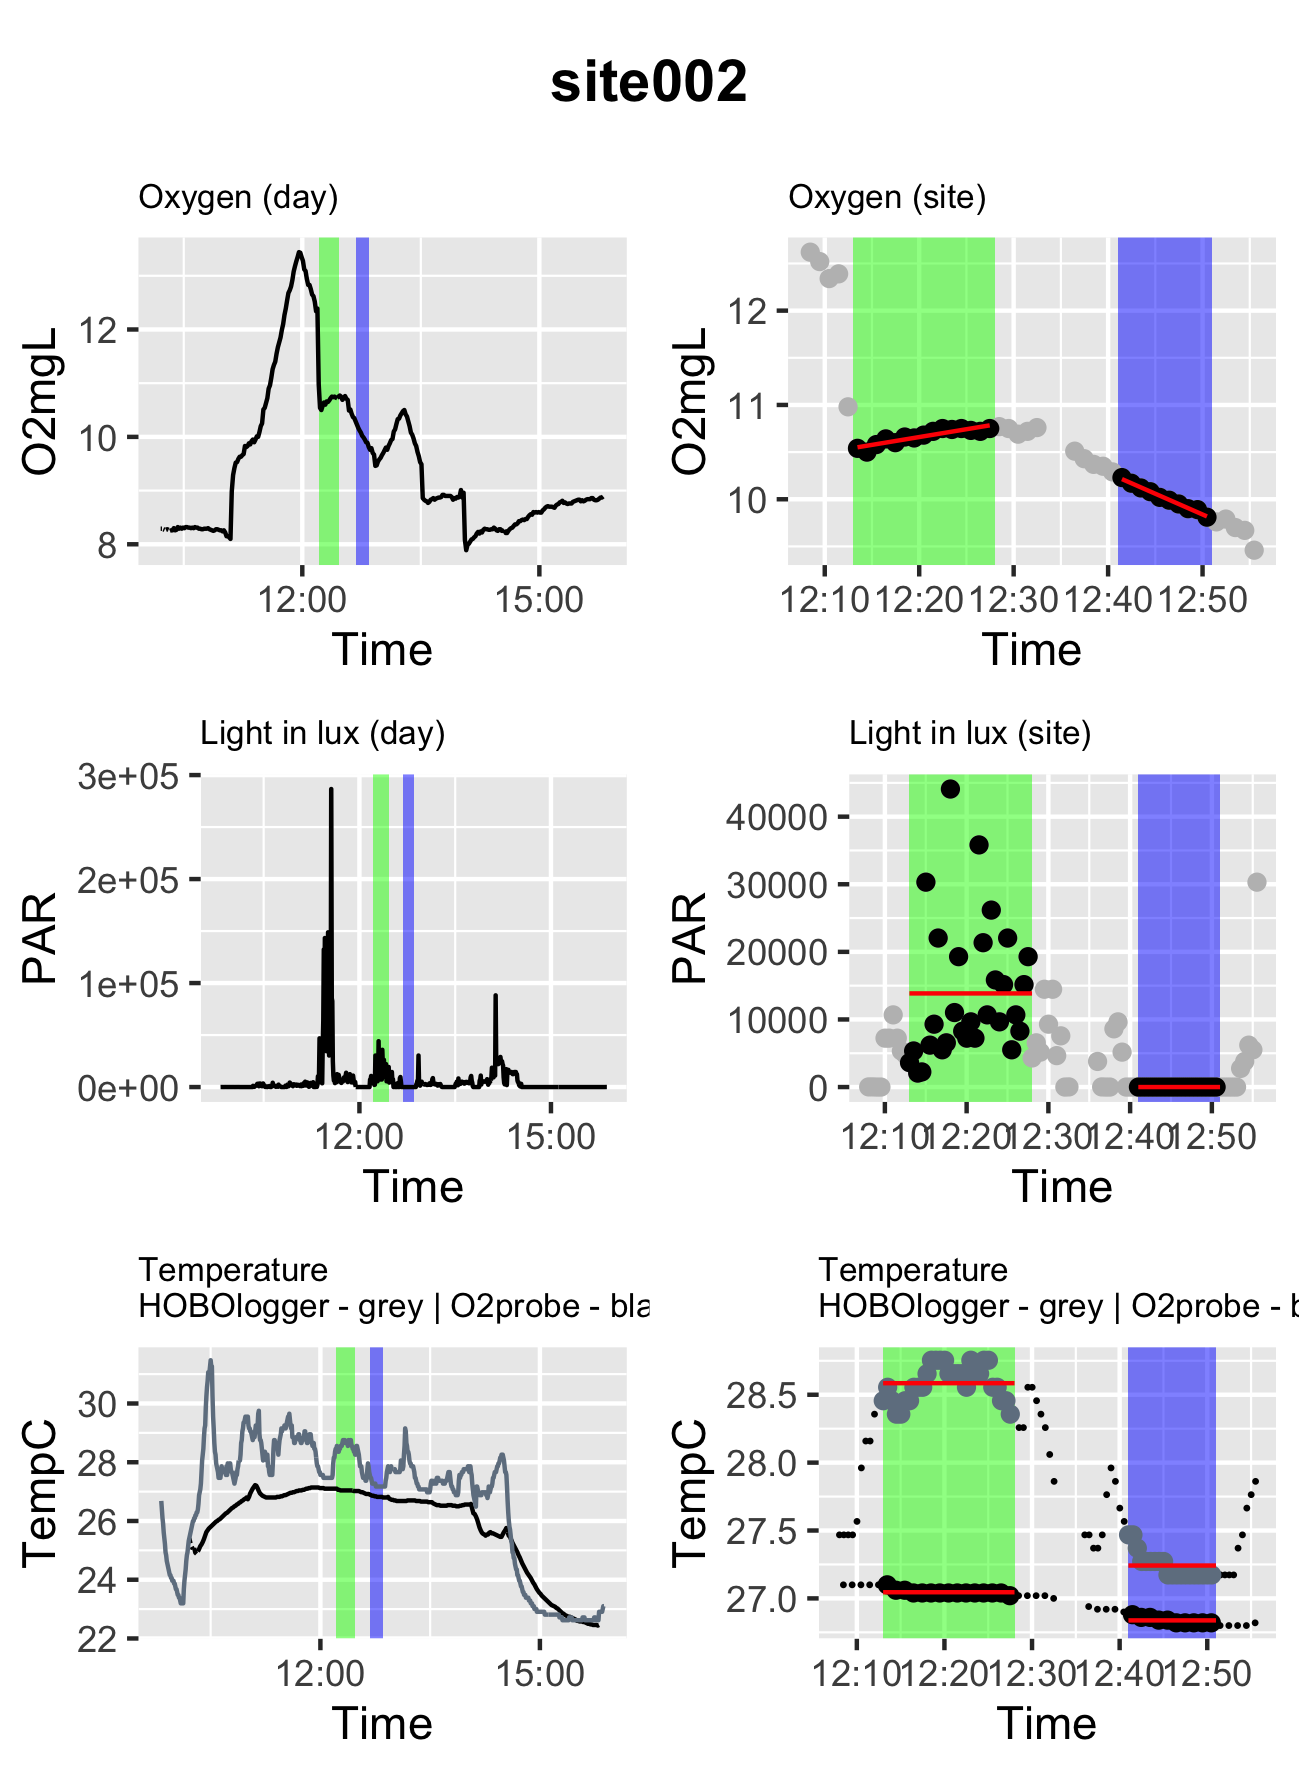 site002
Oxygen (day)
O2mgL
12
10
8
12:00 15:00
Time
Oxygen (site)
O2mgL
12
11
10
12:10 12:20 12:30 12:40 12:50
Time
Light in lux (day)
PAR
3e+05
2e+05
1e+05
0e+00
12:00 15:00
Time
Light in lux (site)
PAR
40000
30000
20000
10000
0
12:10 12:20 12:30 12:40 12:50
Time
Temperature
HOBOlogger - grey | O2probe - bla
TempC
30
28
26
24
22
12:00 15:00
Time
Temperature
HOBOlogger - grey | O2probe - b
TempC
28.5
28.0
27.5
27.0
12:10 12:20 12:30 12:40 12:50
Time